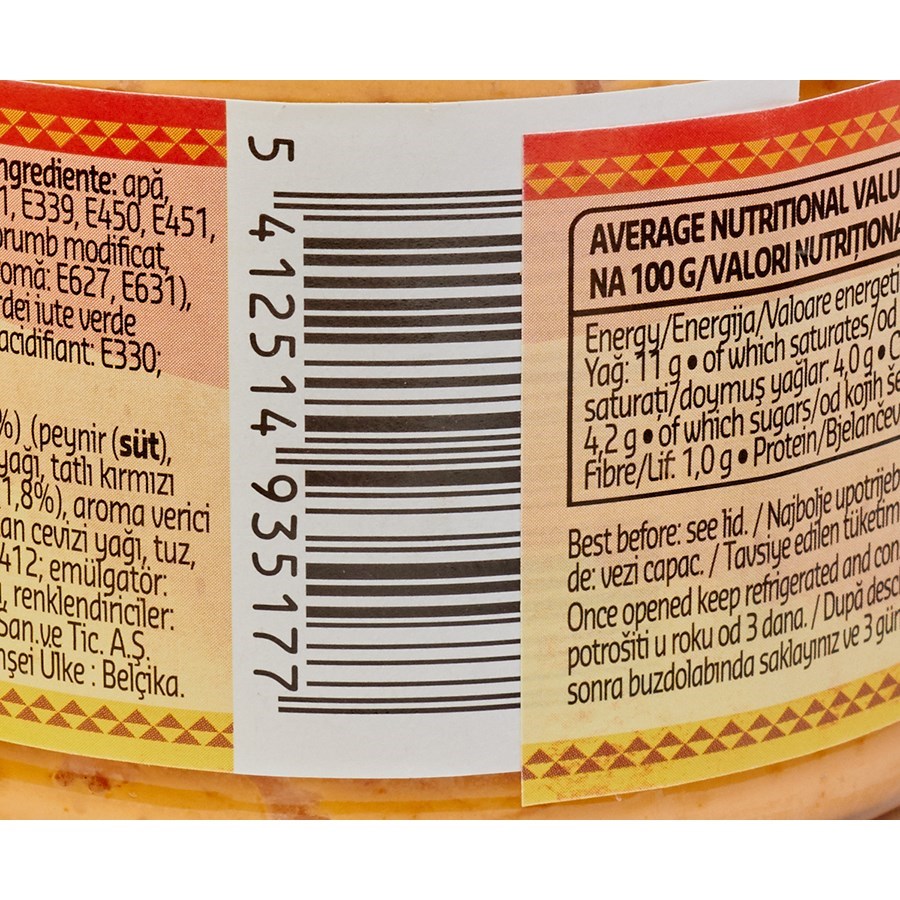 ngrediente: apă,
1, E339, E450, E451,
orumb modificat,
romă: E627, E631),
rdei iute verde
acidifiant: E330;
%) (peynir (süt),
yağı, tatlı kırmızı
1,8%), aroma verici
an cevizi yağı, tuz,
412; emülgatör:
renklendiriciler:
San.ve Tic. A.Ş.
nşei Ülke : Belçika.
5 412514 935177
AVERAGE NUTRITIONAL VALU
NA 100 G/VALORI NUTRIȚIONA
Energy/Energija/Valoare energeti
Yağ: 11 g • of which saturates/od
saturați/doymuş yağlar: 4,0 g • C
4,2 g • of which sugars/od kojih še
Fibre/Lif: 1,0 g • Protein/Bjelančev
Best before: see lid. / Najbolje upotrijeb
de: vezi capac. / Tavsiye edilen tüketim
Once opened keep refrigerated and con
potrošiti u roku od 3 dana. / După desc
sonra buzdolabında saklayınız ve 3 gün